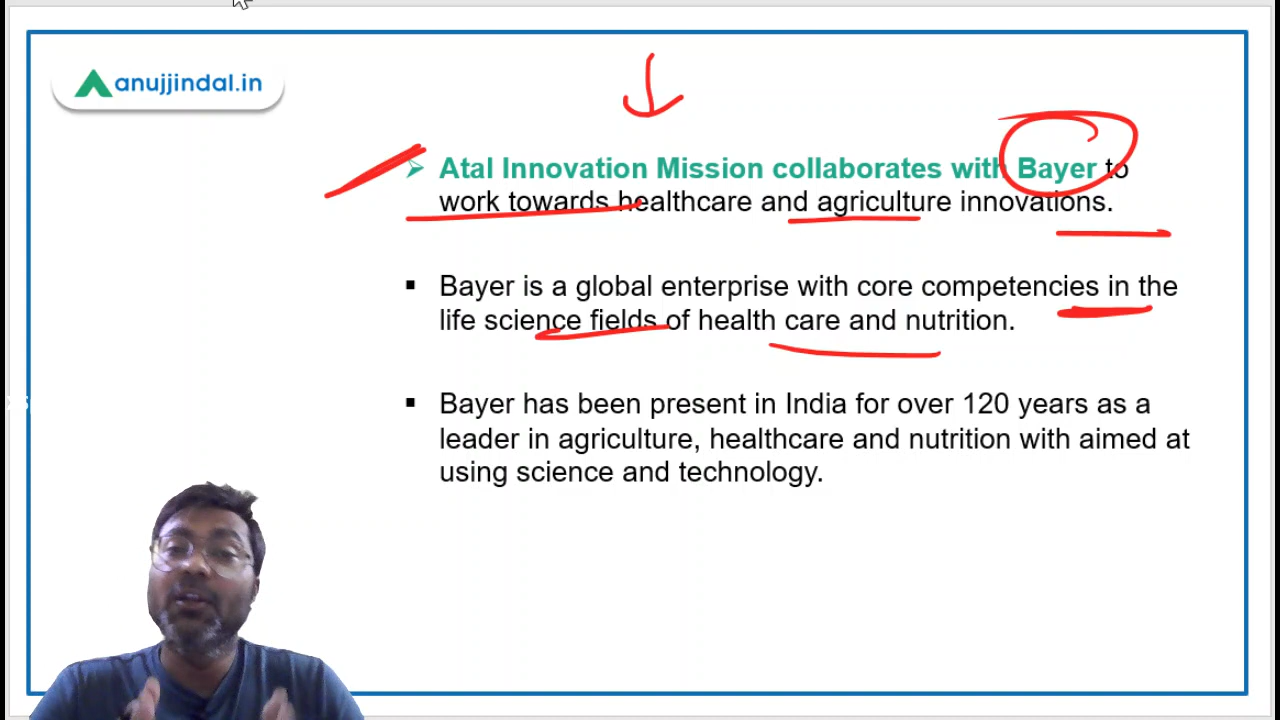 anujjindal.in
Atal Innovation Mission collaborates with Bayer to
work towards healthcare and agriculture innovations.
Bayer is a global enterprise with core competencies in the
life science fields of health care and nutrition.
Bayer has been present in India for over 120 years as a
leader in agriculture, healthcare and nutrition with aimed at
using science and technology.